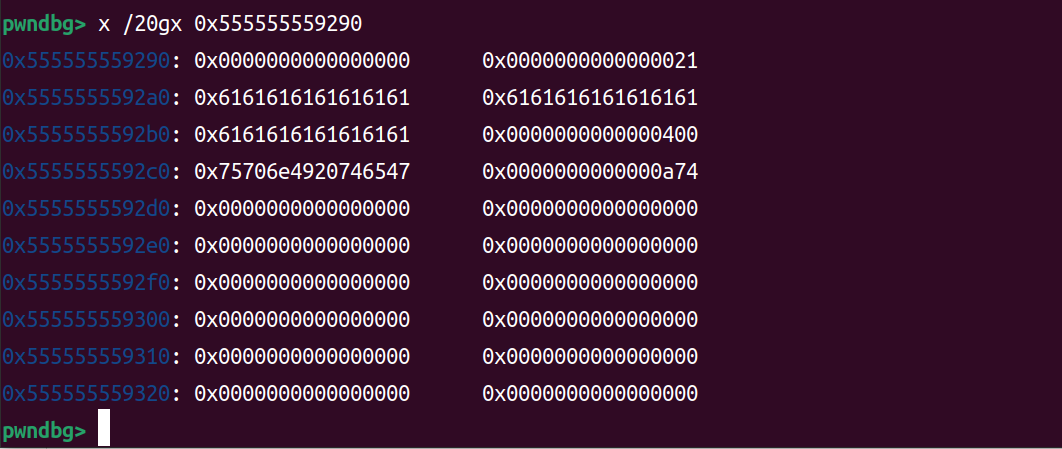 pwndbg> x /20gx 0x555555559290
0x555555559290: 0x0000000000000000 0x0000000000000021
0x5555555592a0: 0x6161616161616161 0x6161616161616161
0x5555555592b0: 0x6161616161616161 0x0000000000000400
0x5555555592c0: 0x75706e4920746547 0x0000000000000a74
0x5555555592d0: 0x0000000000000000 0x0000000000000000
0x5555555592e0: 0x0000000000000000 0x0000000000000000
0x5555555592f0: 0x0000000000000000 0x0000000000000000
0x555555559300: 0x0000000000000000 0x0000000000000000
0x555555559310: 0x0000000000000000 0x0000000000000000
0x555555559320: 0x0000000000000000 0x0000000000000000
pwndbg>